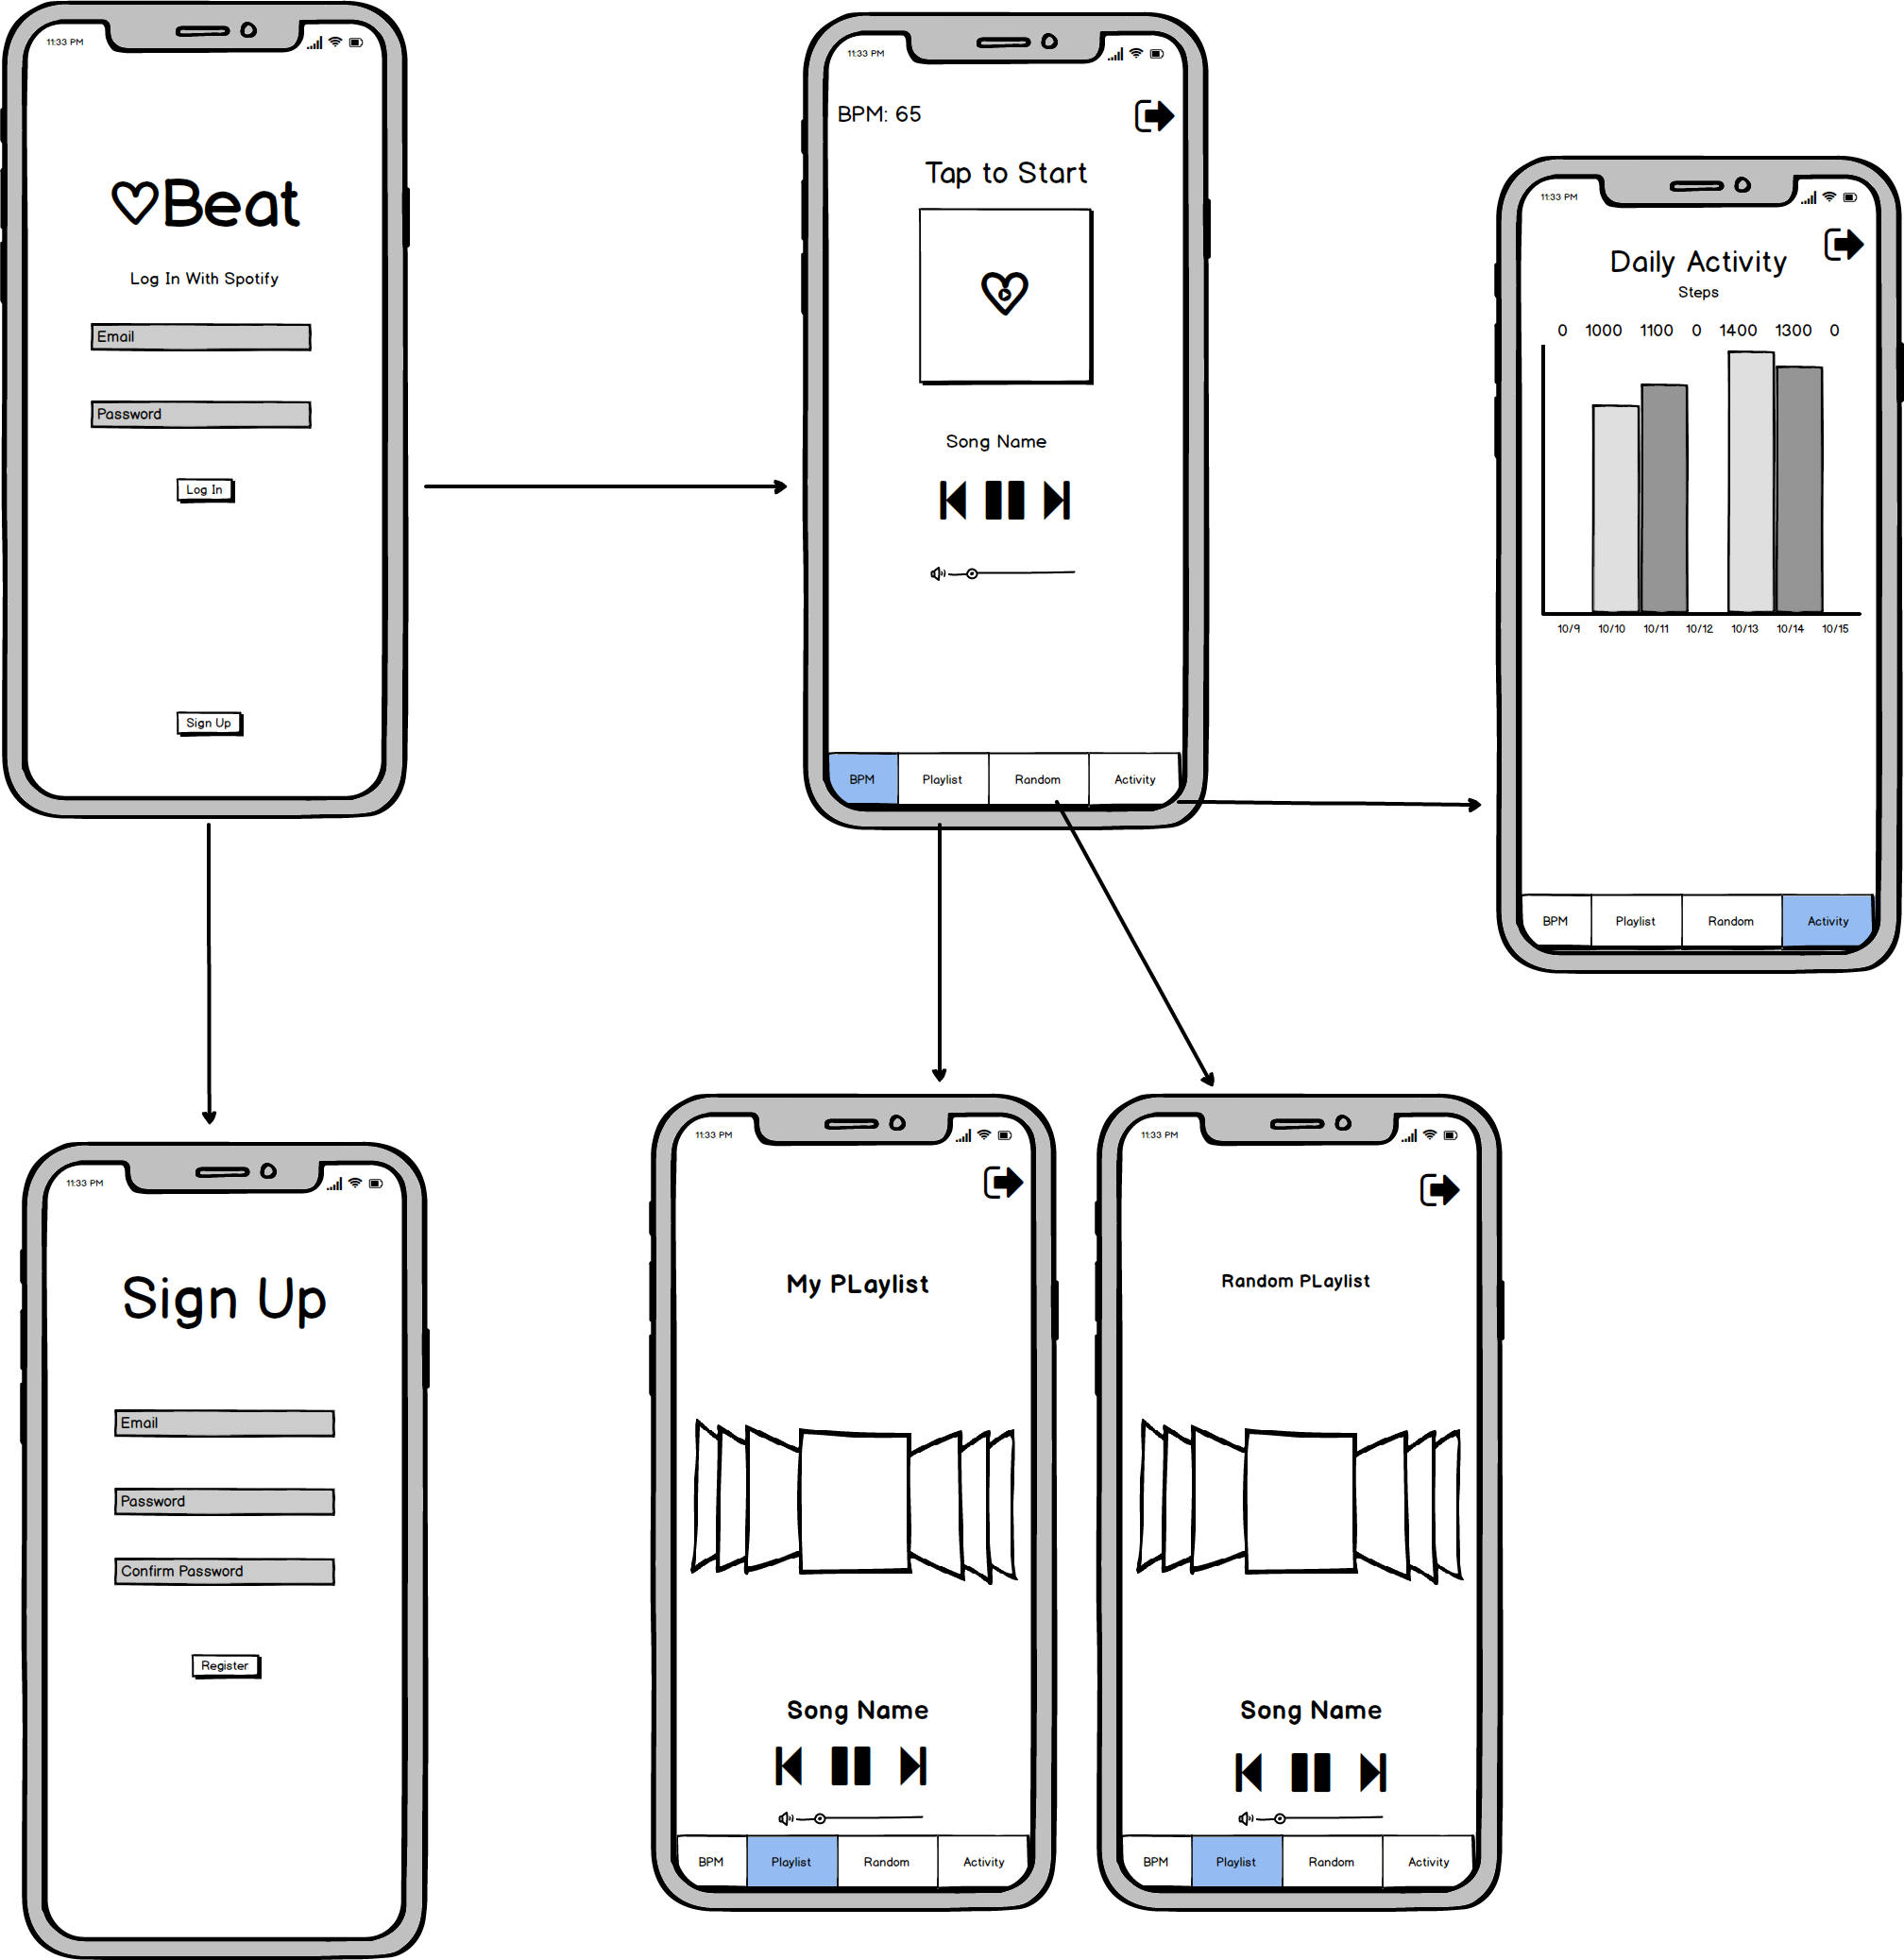 11:33 PM
♡Beat
Log In With Spotify
Email
Password
Log In
Sign Up
11:33 PM
BPM: 65
Tap to Start
Song Name
BPM Playlist Random Activity
11:33 PM
Daily Activity
Steps
0 1000 1100 0 1400 1300 0
10/9 10/10 10/11 10/12 10/13 10/14 10/15
BPM Playlist Random Activity
11:33 PM
Sign Up
Email
Password
Confirm Password
Register
11:33 PM
My PLaylist
Song Name
BPM Playlist Random Activity
11:33 PM
Random PLaylist
Song Name
BPM Playlist Random Activity